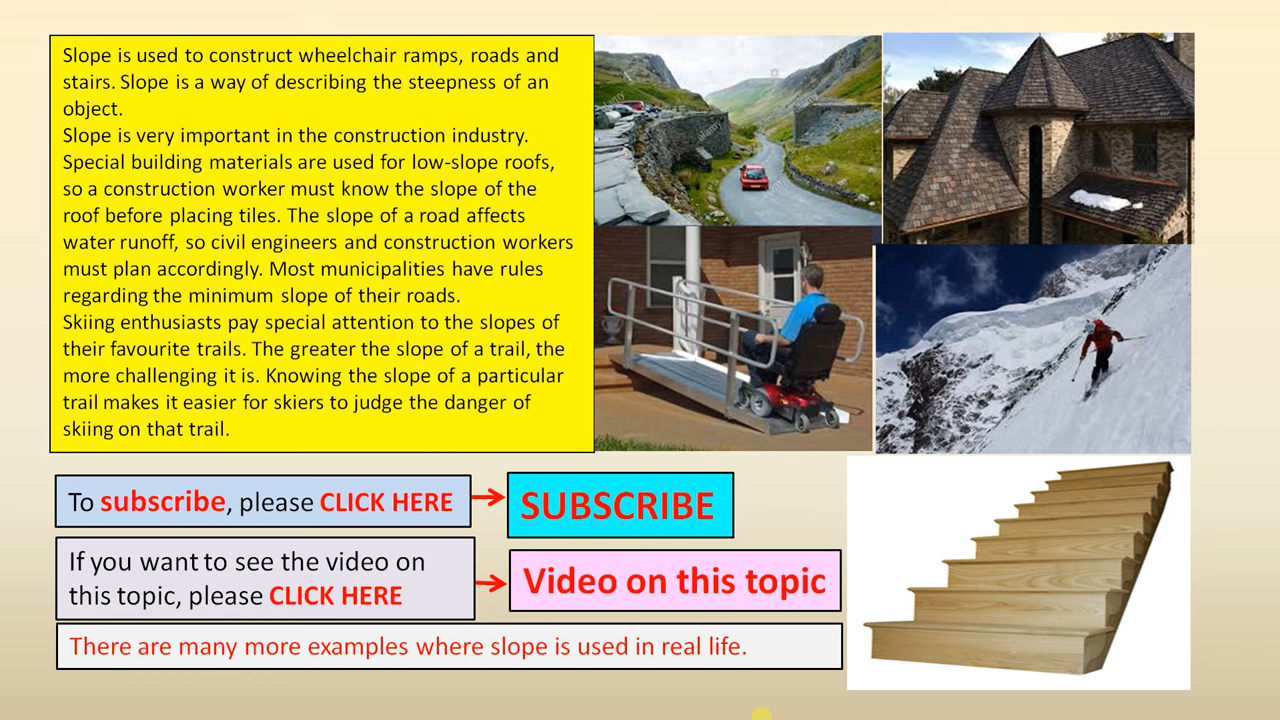 Slope is used to construct wheelchair ramps, roads and
stairs. Slope is a way of describing the steepness of an
object.
Slope is very important in the construction industry.
Special building materials are used for low-slope roofs,
so a construction worker must know the slope of the
roof before placing tiles. The slope of a road affects
water runoff, so civil engineers and construction workers
must plan accordingly. Most municipalities have rules
regarding the minimum slope of their roads.
Skiing enthusiasts pay special attention to the slopes of
their favourite trails. The greater the slope of a trail, the
more challenging it is. Knowing the slope of a particular
trail makes it easier for skiers to judge the danger of
skiing on that trail.
To subscribe, please CLICK HERE
SUBSCRIBE
If you want to see the video on
this topic, please CLICK HERE
Video on this topic
There are many more examples where slope is used in real life.